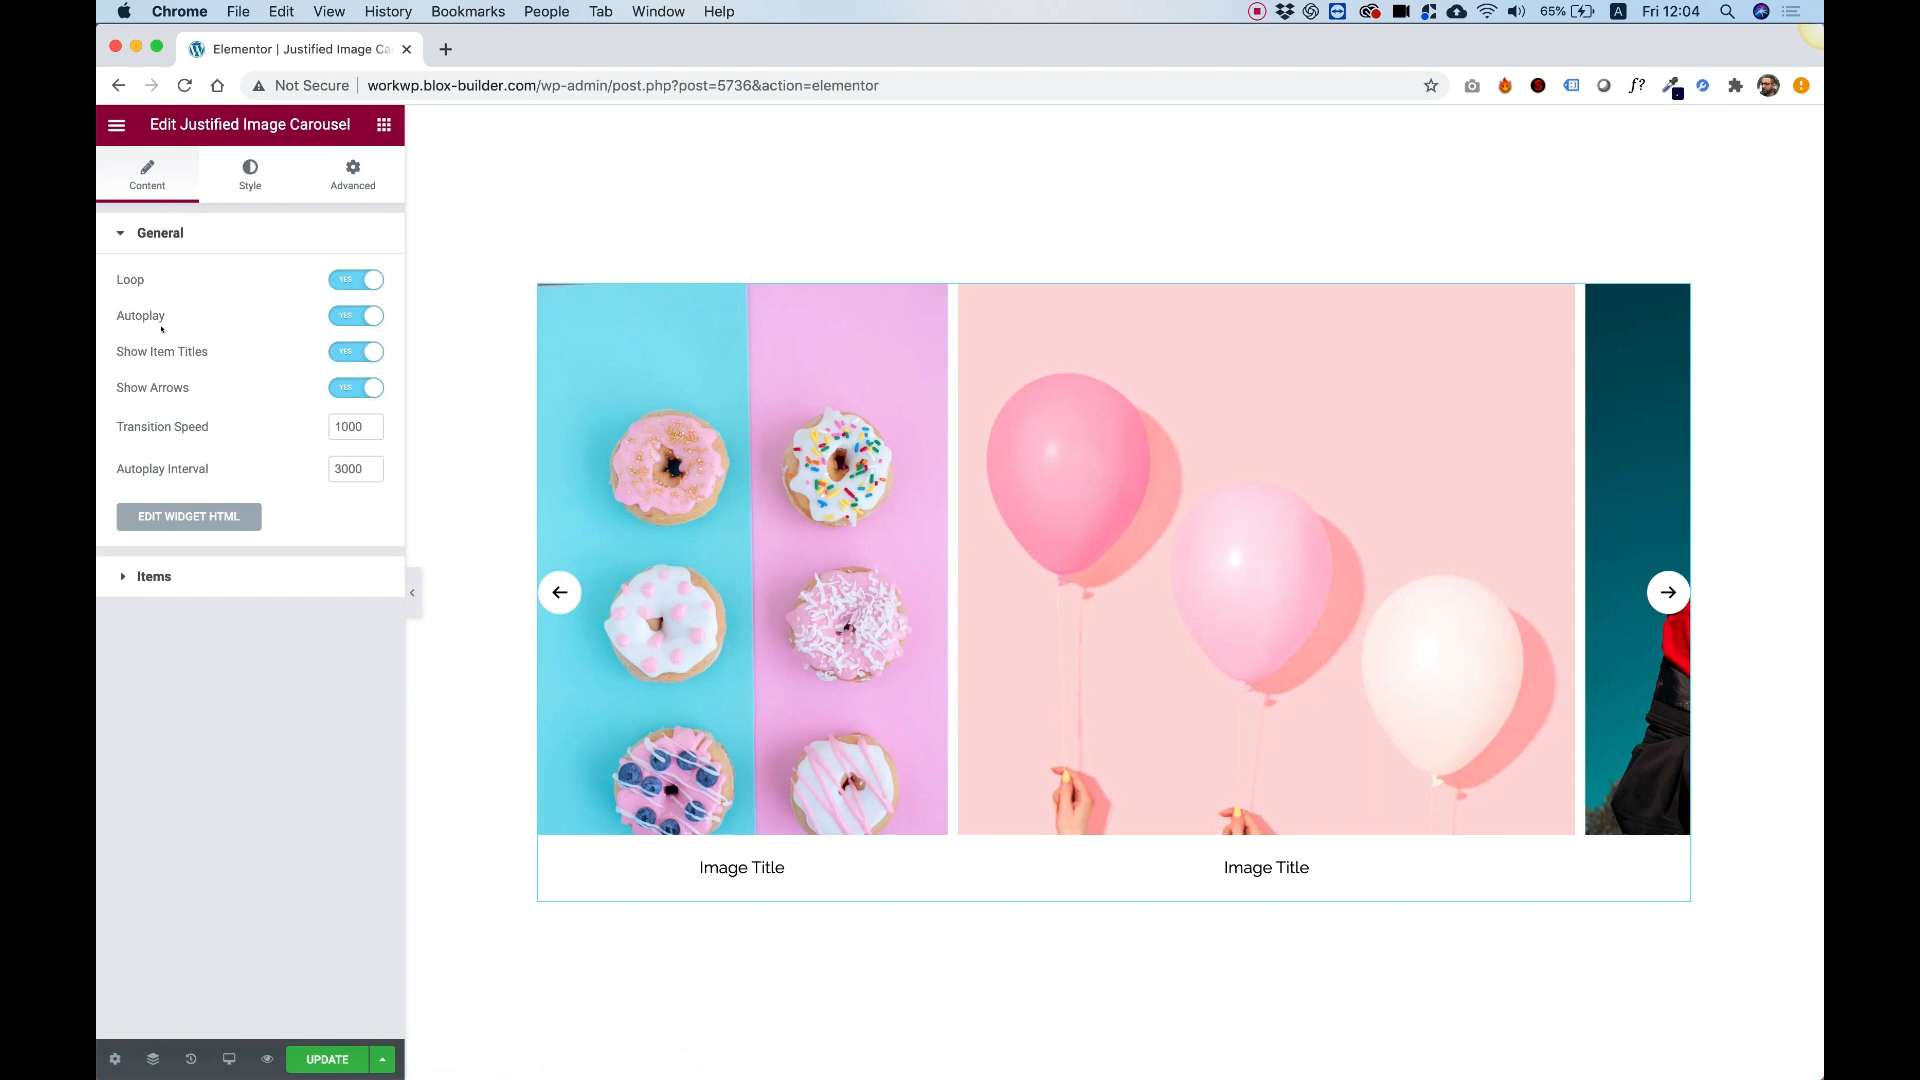 Chrome File Edit View History Bookmarks People Tab Window Help 65% A Fri 12:04
Elementor | Justified Image Ca
Not Secure workwp.blox-builder.com/wp-admin/post.php?post=5736&action=elementor f?
Edit Justified Image Carousel
Content Style Advanced
General
Loop YES
Autoplay YES
Show Item Titles YES
Show Arrows YES
Transition Speed 1000
Autoplay Interval 3000
EDIT WIDGET HTML
Items
Image Title Image Title
UPDATE